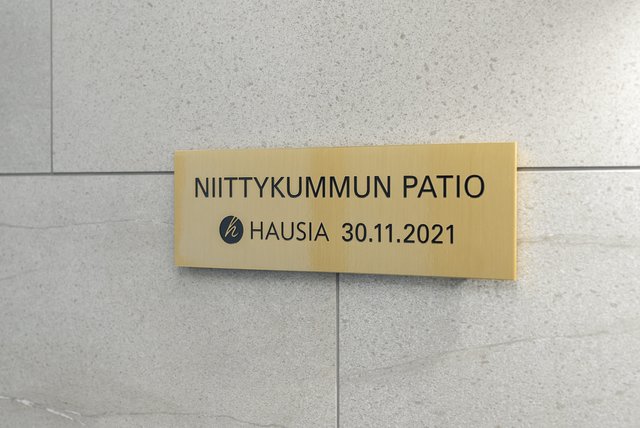 NIITTYKUMMUN PATIO
h HAUSIA 30.11.2021